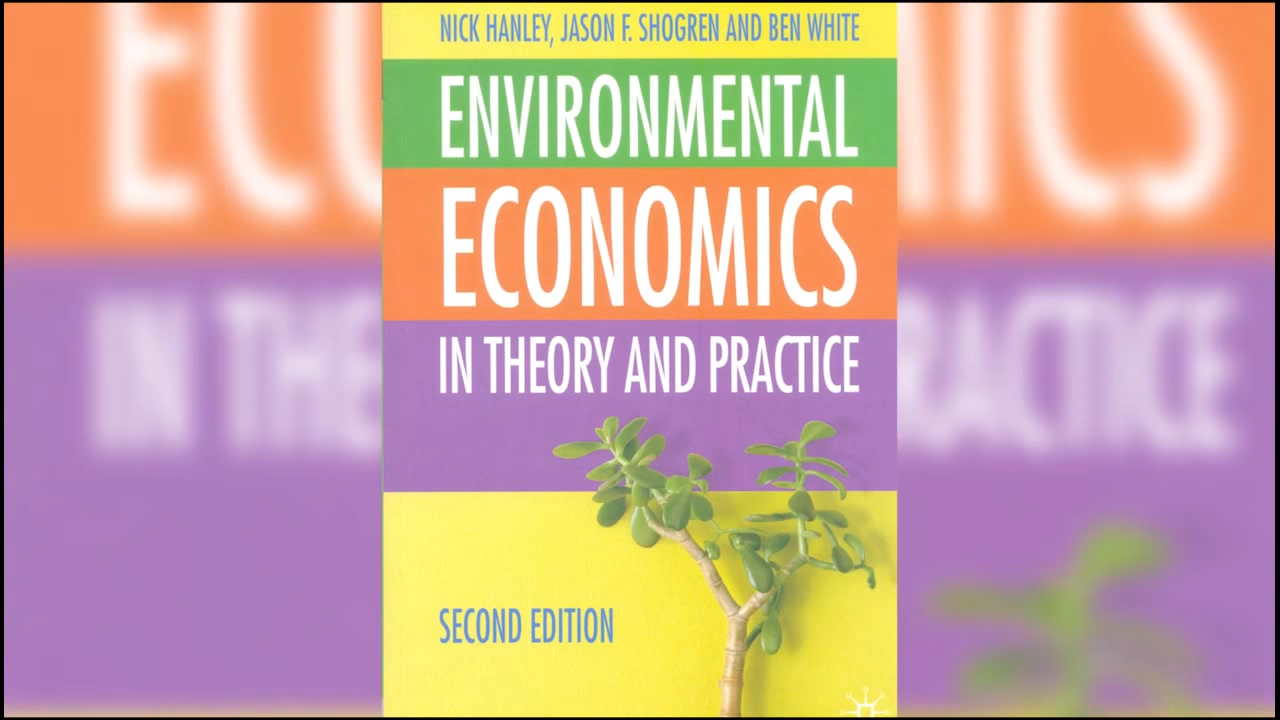 NICK HANLEY, JASON F. SHOGREN AND BEN WHITE
ENVIRONMENTAL
ECONOMICS
IN THEORY AND PRACTICE
SECOND EDITION